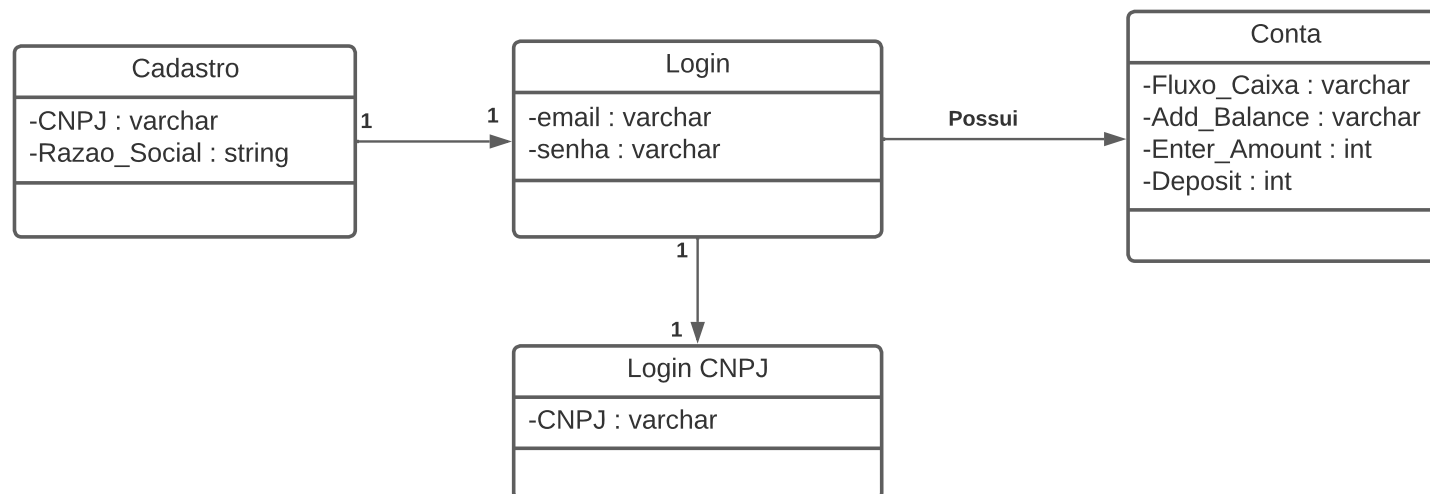 Cadastro
-CNPJ : varchar
-Razao_Social : string
1
1
Login
-email : varchar
-senha : varchar
Possui
Conta
-Fluxo_Caixa : varchar
-Add_Balance : varchar
-Enter_Amount : int
-Deposit : int
1
1
Login CNPJ
-CNPJ : varchar